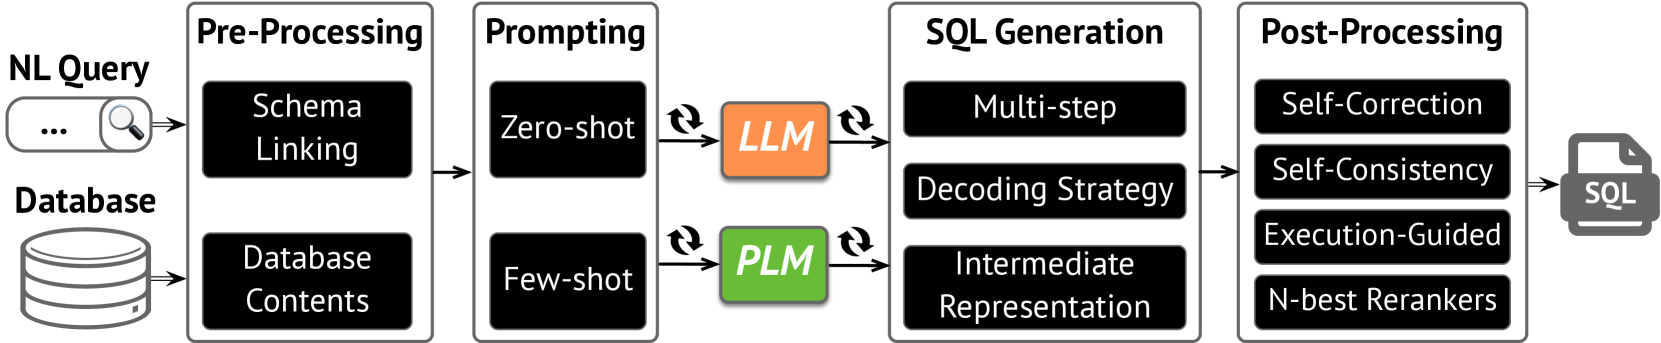 NL Query
...
Database
Pre-Processing
Schema
Linking
Database
Contents
Prompting
Zero-shot
Few-shot
LLM
PLM
SQL Generation
Multi-step
Decoding Strategy
Intermediate
Representation
Post-Processing
Self-Correction
Self-Consistency
Execution-Guided
N-best Rerankers
SQL